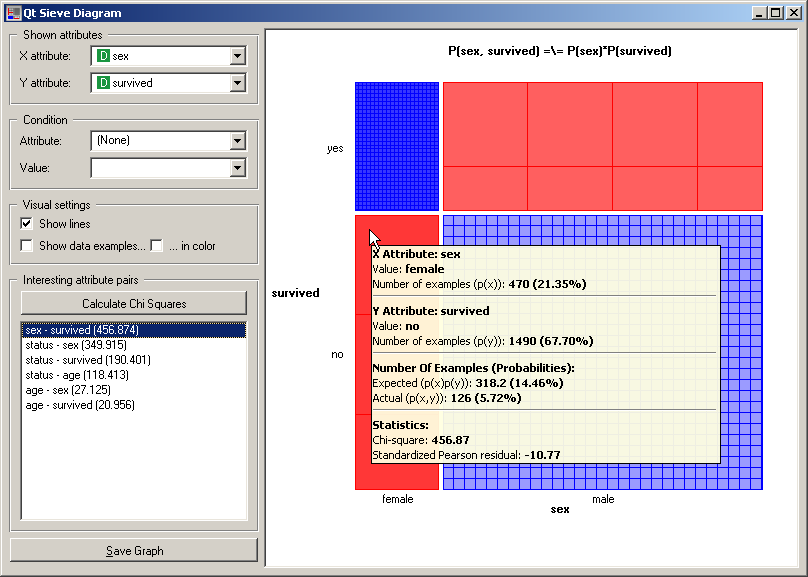 Qt Sieve Diagram
Shown attributes
X attribute: D sex
Y attribute: D survived
Condition
Attribute: (None)
Value:
Visual settings
Show lines
Show data examples... ... in color
Interesting attribute pairs
Calculate Chi Squares
sex - survived (456.874)
status - sex (349.915)
status - survived (190.401)
status - age (118.413)
age - sex (27.125)
age - survived (20.956)
Save Graph
P(sex, survived) =\= P(sex)*P(survived)
yes
survived
no
X Attribute: sex
Value: female
Number of examples (p(x)): 470 (21.35%)
Y Attribute: survived
Value: no
Number of examples (p(y)): 1490 (67.70%)
Number Of Examples (Probabilities):
Expected (p(x)p(y)): 318.2 (14.46%)
Actual (p(x,y)): 126 (5.72%)
Statistics:
Chi-square: 456.87
Standardized Pearson residual: -10.77
female male
sex